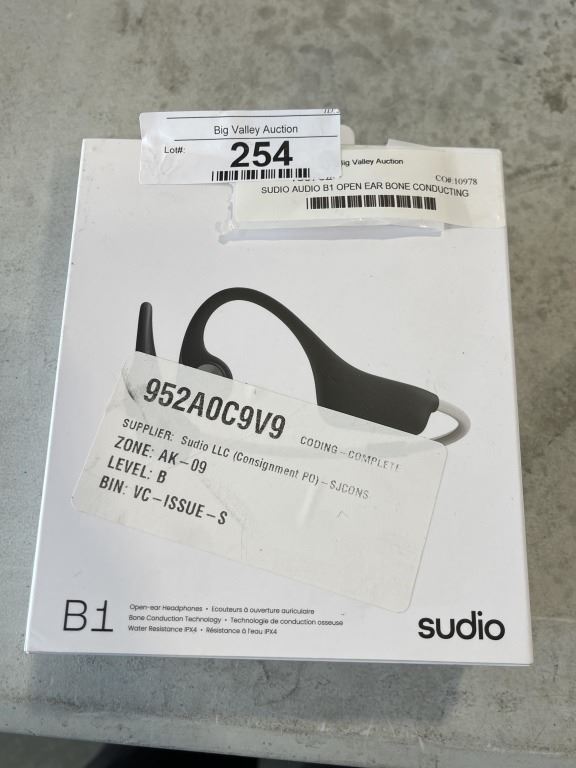 Big Valley Auction
Lot#:
254
Big Valley Auction
CO# 10978
SUDIO AUDIO B1 OPEN EAR BONE CONDUCTING
952A0C9V9
CODING-COMPLETE
SUPPLIER: Sudio LLC (Consignment PO)-SJCONS
ZONE: AK-09
LEVEL: B
BIN: VC-ISSUE-S
B1
Open-ear Headphones • Ecouteurs à ouverture auriculaire
Bone Conduction Technology • Technologie de conduction osseuse
Water Resistance IPX4 • Résistance à l'eau IPX4
sudio